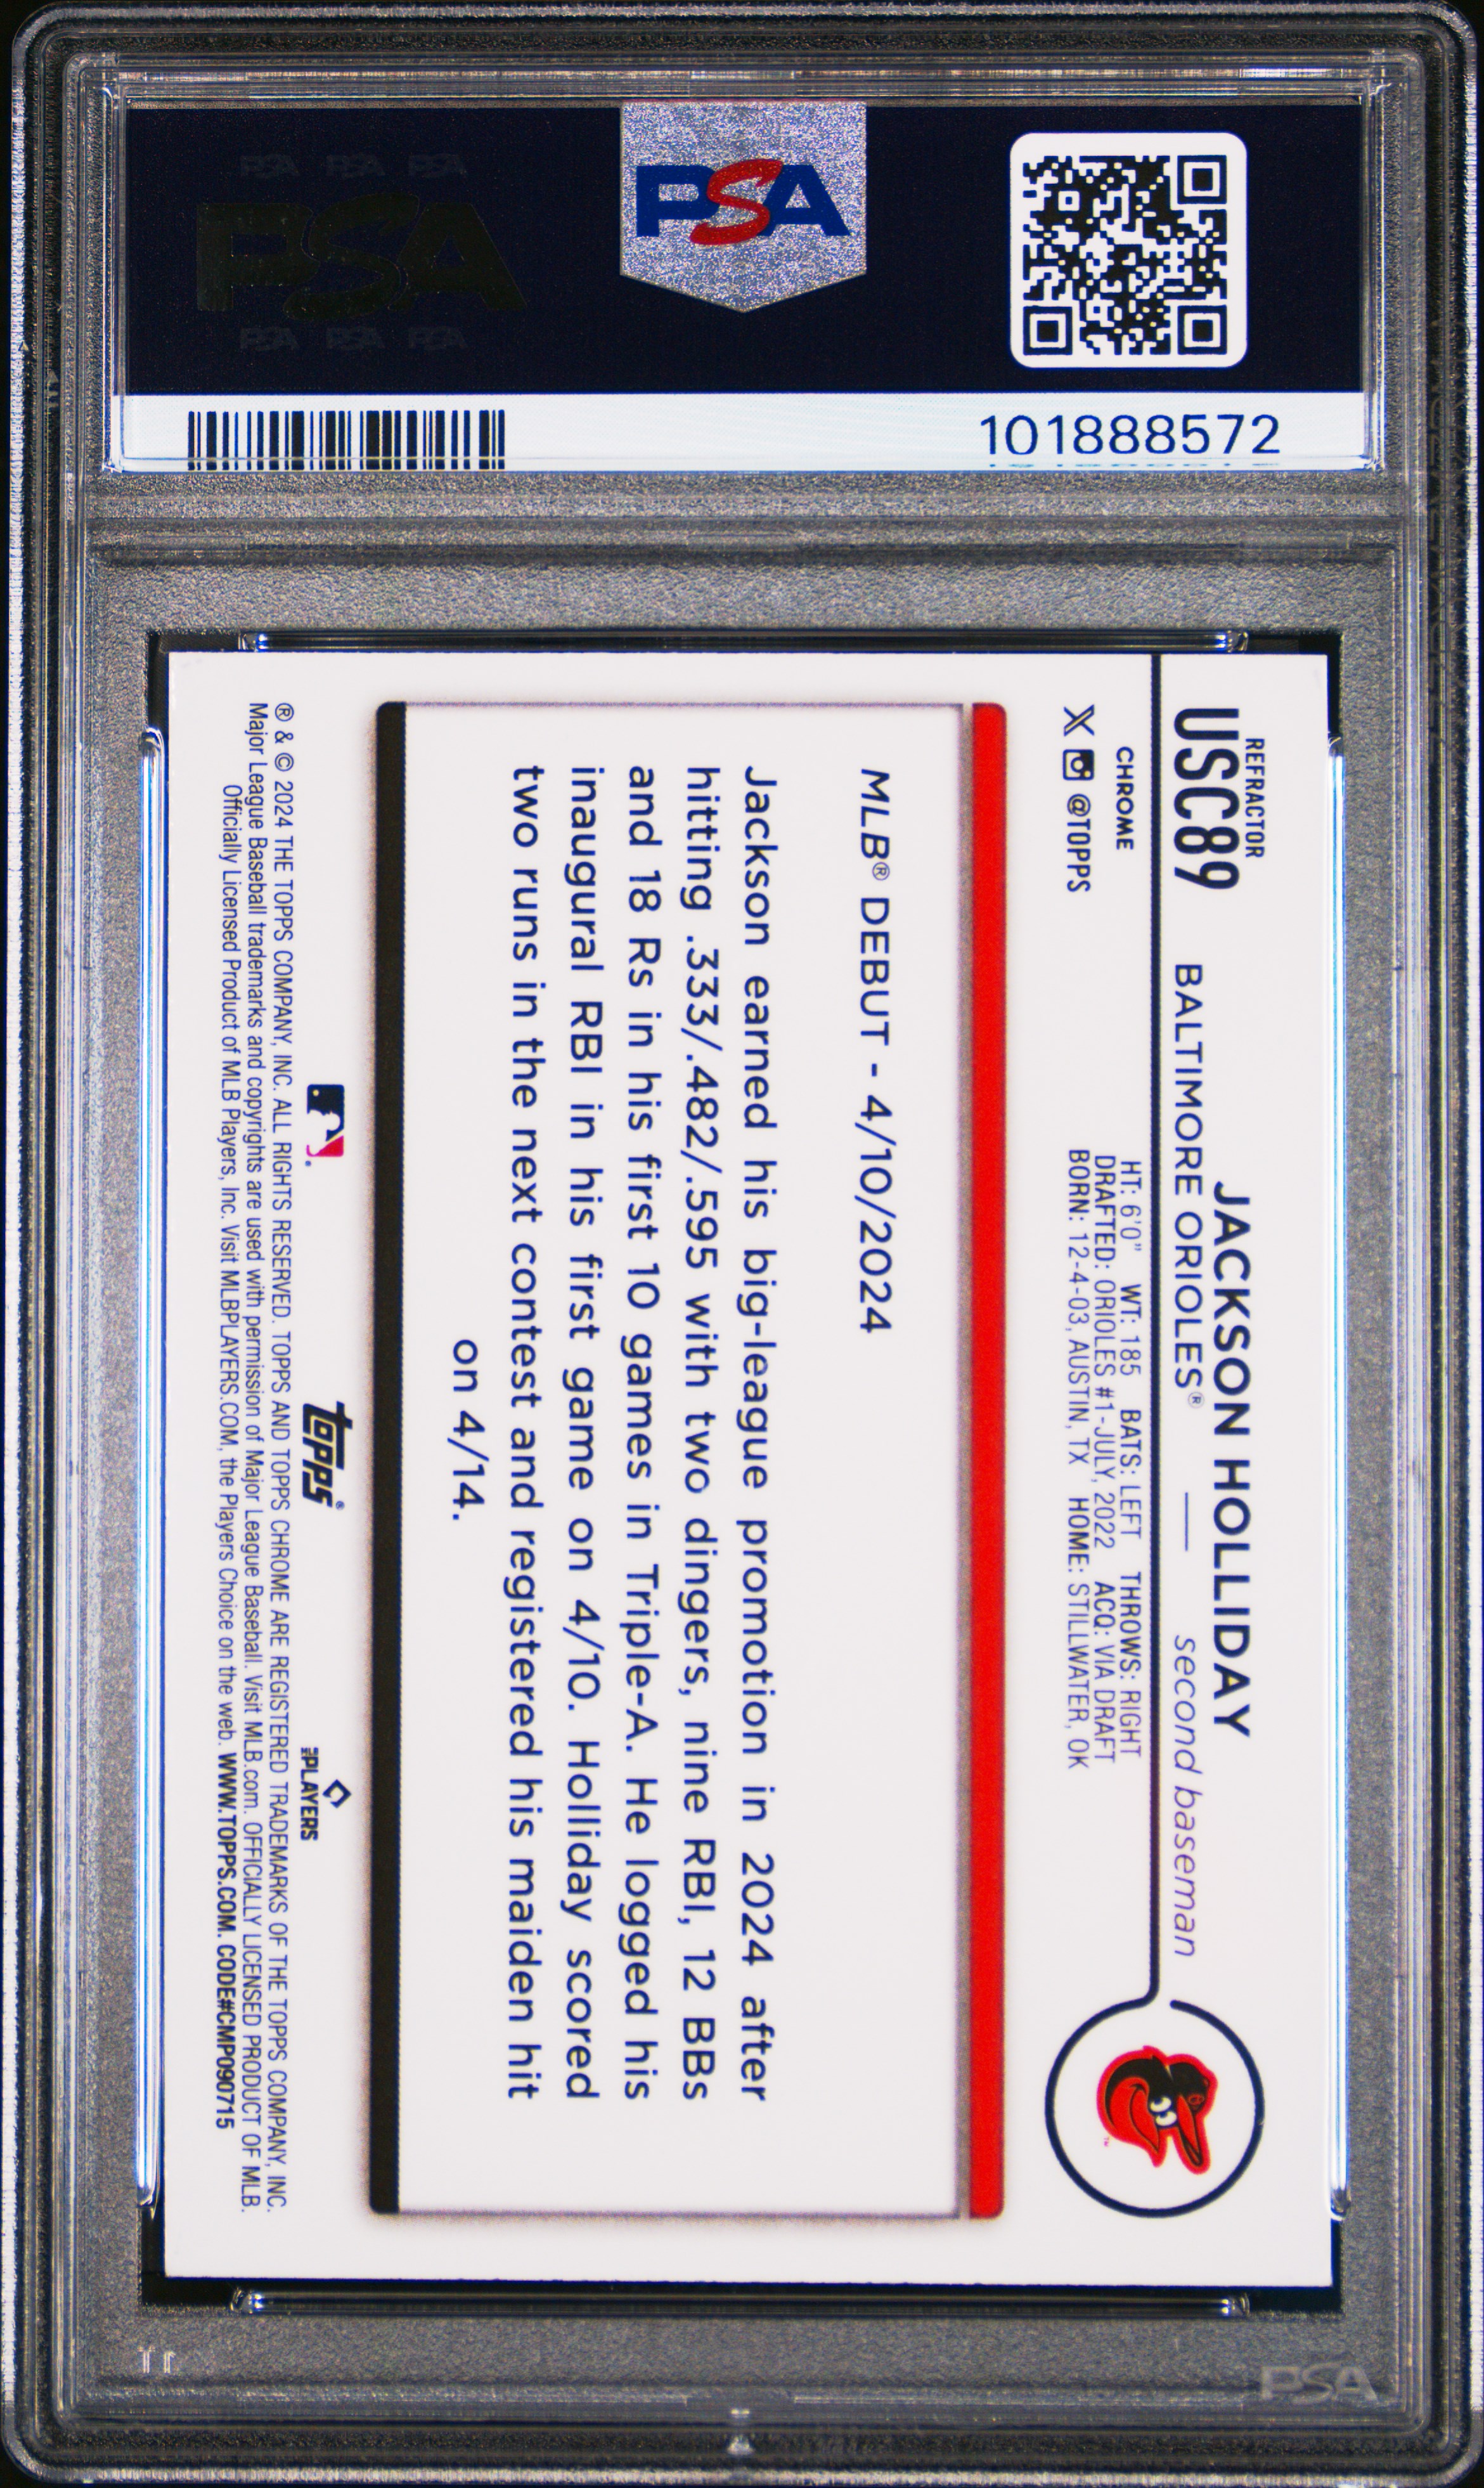 PSA PSA PSA
PSA
PSA PSA PSA
PSA
101888572
REFRACTOR
USC89
JACKSON HOLLIDAY
BALTIMORE ORIOLES® — second baseman
CHROME
@TOPPS
HT: 6'0" WT: 185 BATS: LEFT THROWS: RIGHT
DRAFTED: ORIOLES #1-JULY, 2022 ACQ: VIA DRAFT
BORN: 12-4-03, AUSTIN, TX HOME: STILLWATER, OK
MLB® DEBUT - 4/10/2024
Jackson earned his big-league promotion in 2024 after
hitting .333/.482/.595 with two dingers, nine RBI, 12 BBs
and 18 Rs in his first 10 games in Triple-A. He logged his
inaugural RBI in his first game on 4/10. Holliday scored
two runs in the next contest and registered his maiden hit
on 4/14.
topps®
PLAYERS
® & © 2024 THE TOPPS COMPANY, INC. ALL RIGHTS RESERVED. TOPPS AND TOPPS CHROME ARE REGISTERED TRADEMARKS OF THE TOPPS COMPANY, INC.
Major League Baseball trademarks and copyrights are used with permission of Major League Baseball. Visit MLB.com. OFFICIALLY LICENSED PRODUCT OF MLB
Officially Licensed Product of MLB Players, Inc. Visit MLBPLAYERS.COM, the Players Choice on the web. WWW.TOPPS.COM. CODE#CMP090715
PSA